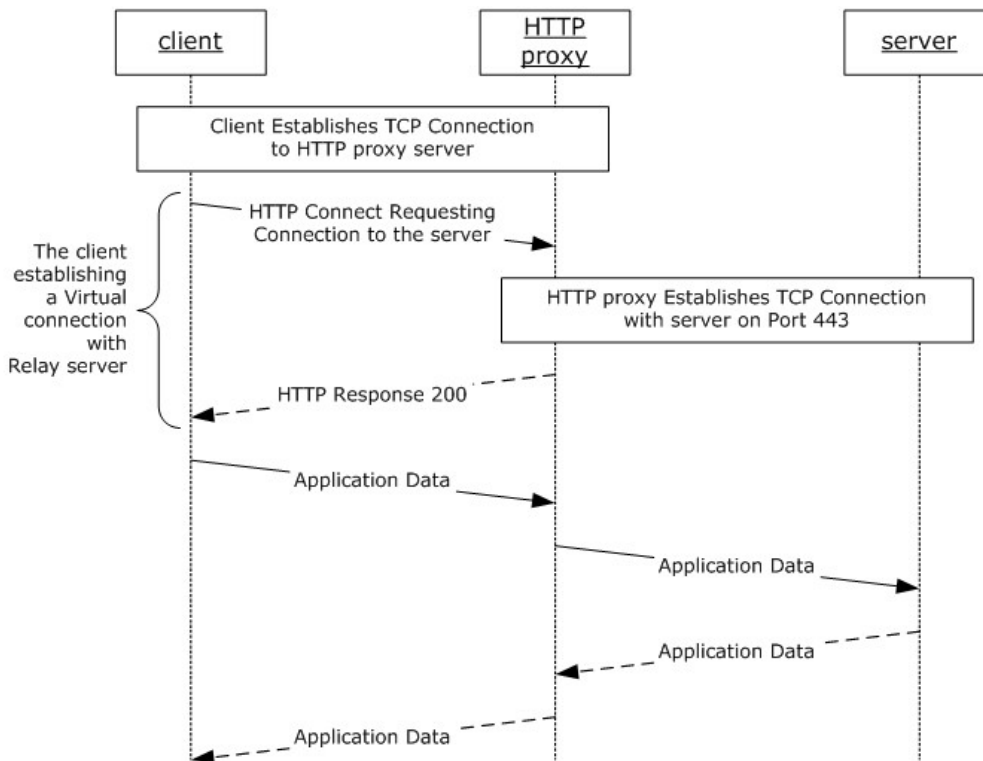 client
HTTP
proxy
server
Client Establishes TCP Connection
to HTTP proxy server
HTTP Connect Requesting
Connection to the server
The client
establishing
a Virtual
connection
with
Relay server
HTTP proxy Establishes TCP Connection
with server on Port 443
HTTP Response 200
Application Data
Application Data
Application Data
Application Data